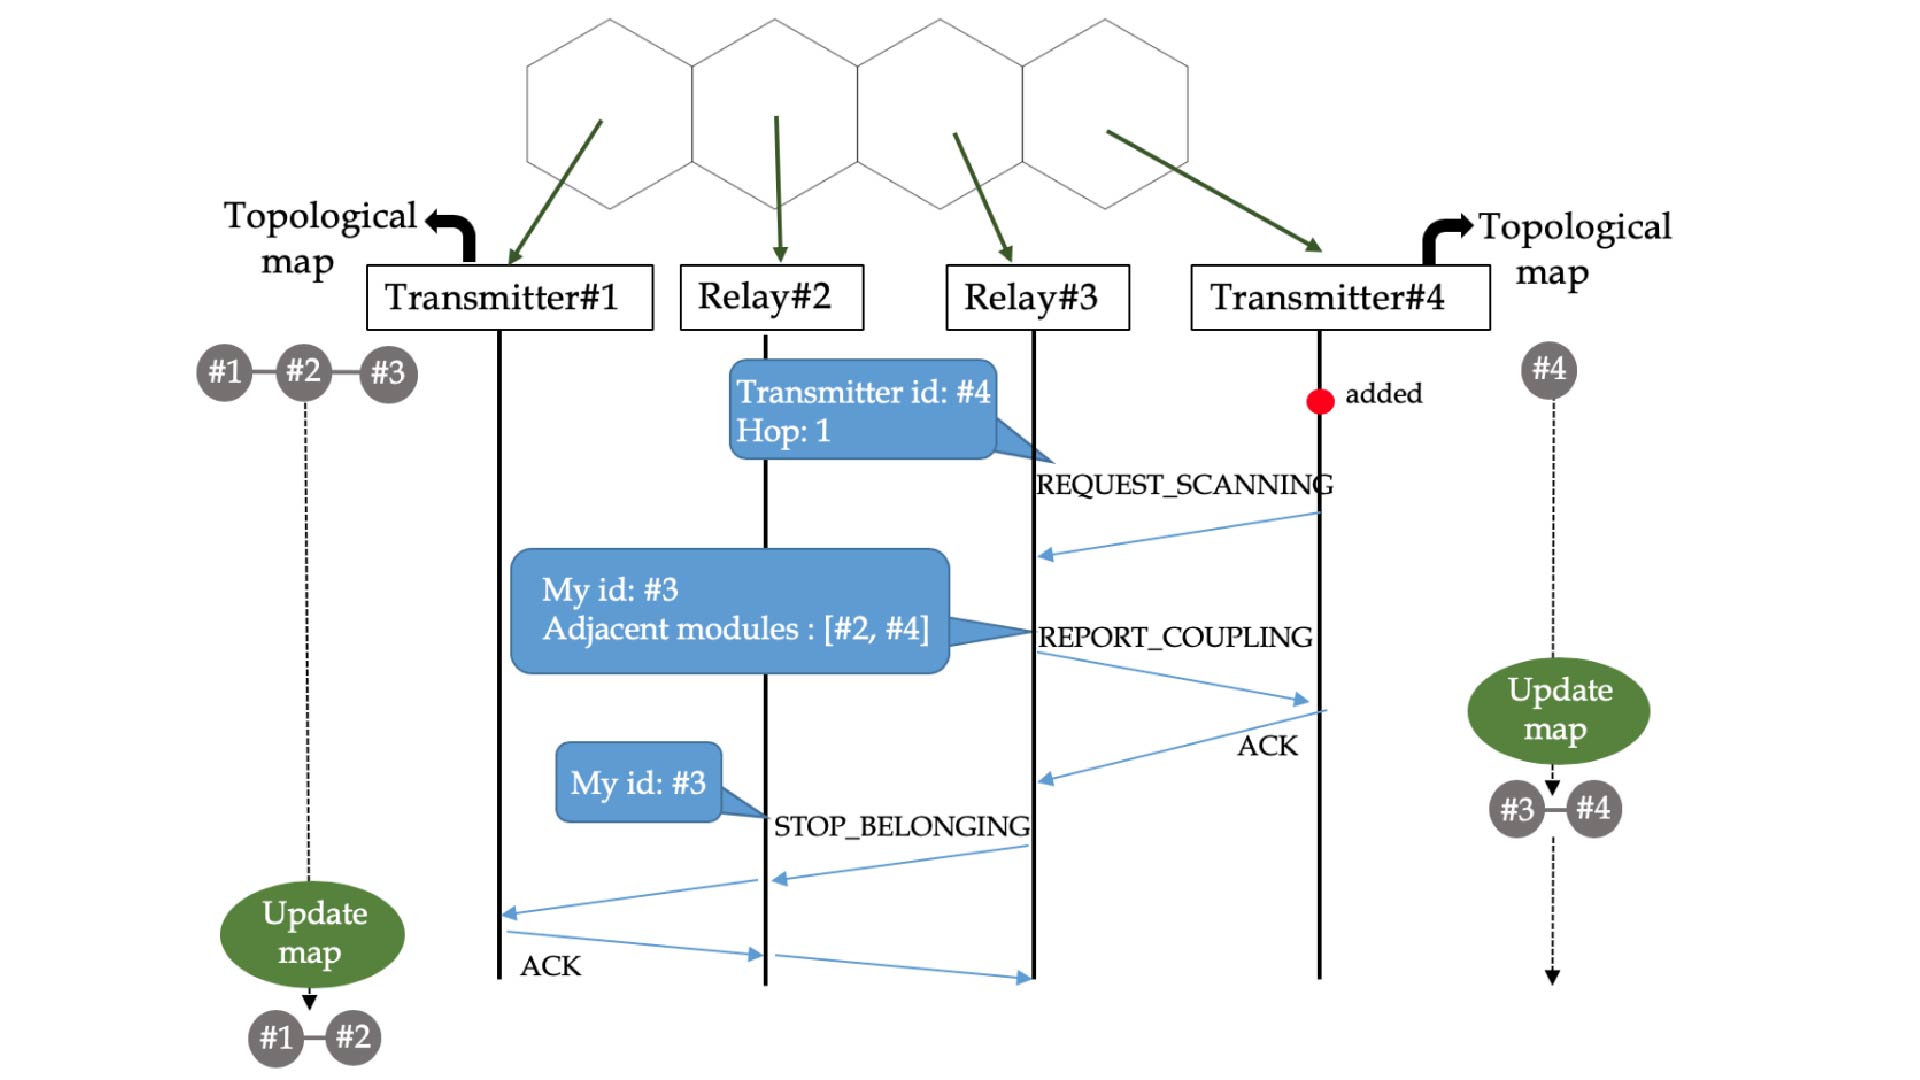 Topological
map
Topological
map
Transmitter#1
Relay#2
Relay#3
Transmitter#4
#1
#2
#3
Transmitter id: #4
Hop: 1
added
#4
REQUEST_SCANNING
My id: #3
Adjacent modules : [#2, #4]
REPORT_COUPLING
Update
map
ACK
My id: #3
#3
#4
STOP_BELONGING
Update
map
ACK
#1
#2